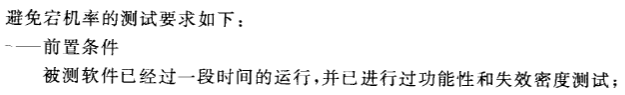 避免宕机率的测试要求如下：
——前置条件
被测软件已经过一段时间的运行,并已进行过功能性和失效密度测试；